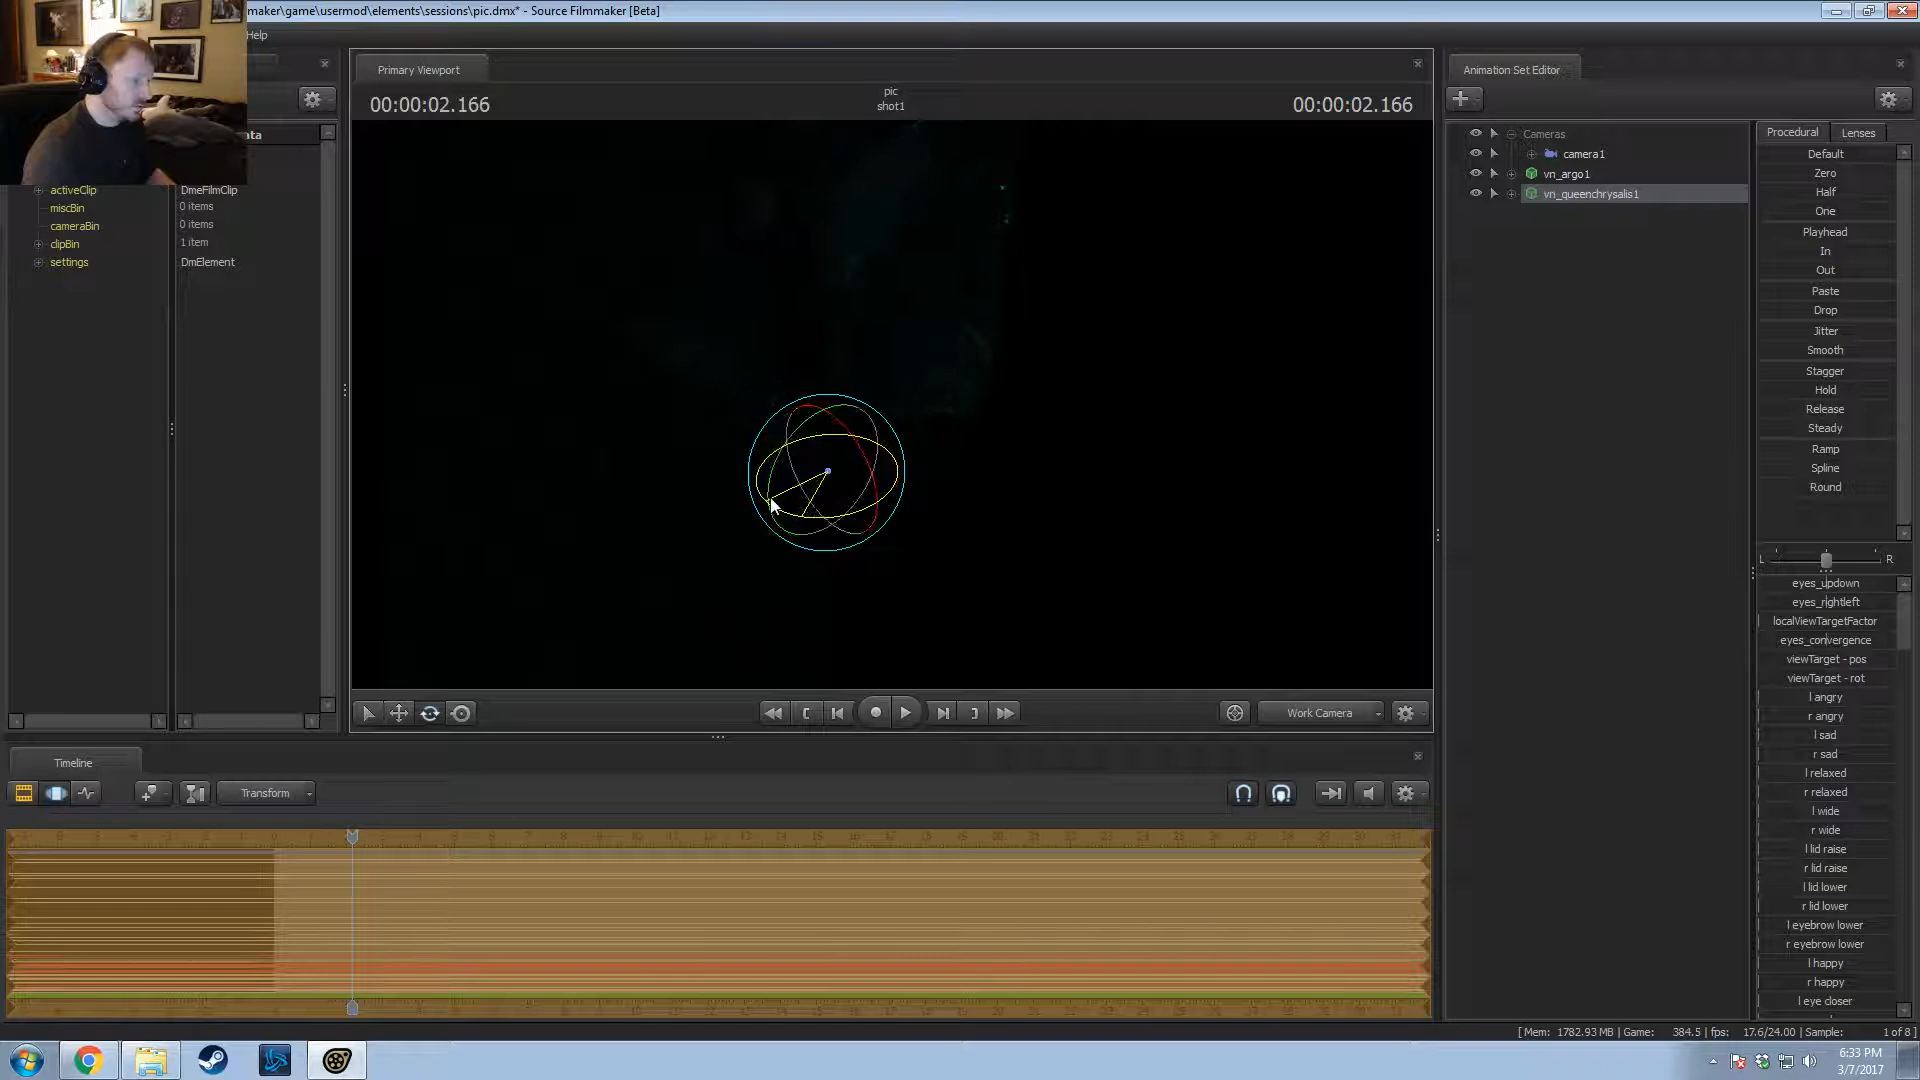 maker\game\usermod\elements\sessions\pic.dmx* - Source Filmmaker [Beta]
Help
Primary Viewport
Animation Set Editor
00:00:02.166
pic
shot1
00:00:02.166
ata
activeClip DmeFilmClip
miscBin 0 items
cameraBin 0 items
clipBin 1 item
settings DmElement
Cameras
camera1
vn_argo1
vn_queenchrysalis1
Procedural
Lenses
Default
Zero
Half
One
Playhead
In
Out
Paste
Drop
Jitter
Smooth
Stagger
Hold
Release
Steady
Ramp
Spline
Round
L R
eyes_updown
eyes_rightleft
localViewTargetFactor
eyes_convergence
viewTarget - pos
viewTarget - rot
l angry
r angry
l sad
r sad
l relaxed
r relaxed
l wide
r wide
l lid raise
r lid raise
l lid lower
r lid lower
l eyebrow lower
r eyebrow lower
l happy
r happy
l eye closer
Work Camera
Timeline
Transform
[ Mem: 1782.93 MB | Game: 384.5 | fps: 17.6/24.00 | Sample: 1 of 8 ]
6:33 PM
3/7/2017